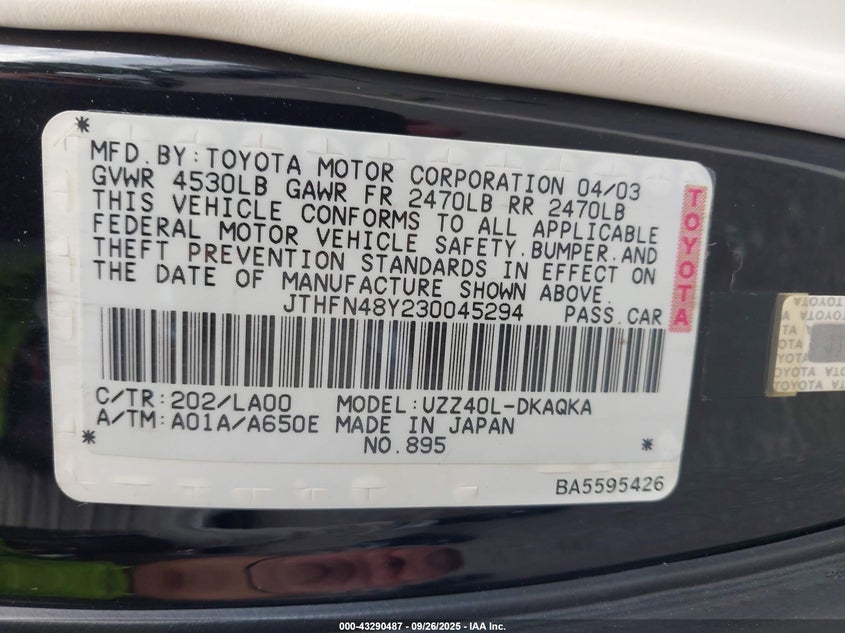 MFD.BY:TOYOTA MOTOR CORPORATION 04/03
GVWR 4530LB GAWR FR 2470LB RR 2470LB
THIS VEHICLE CONFORMS TO ALL APPLICABLE
FEDERAL MOTOR VEHICLE SAFETY,BUMPER,AND
THEFT PREVENTION STANDARDS IN EFFECT ON
THE DATE OF MANUFACTURE SHOWN ABOVE.
JTHFN48Y230045294 PASS.CAR
TOYOTA
C/TR:202/LA00 MODEL:UZZ40L-DKAQKA
A/TM:A01A/A650E MADE IN JAPAN
NO.895
BA5595426
000-43290487 - 09/26/2025 - IAA Inc.